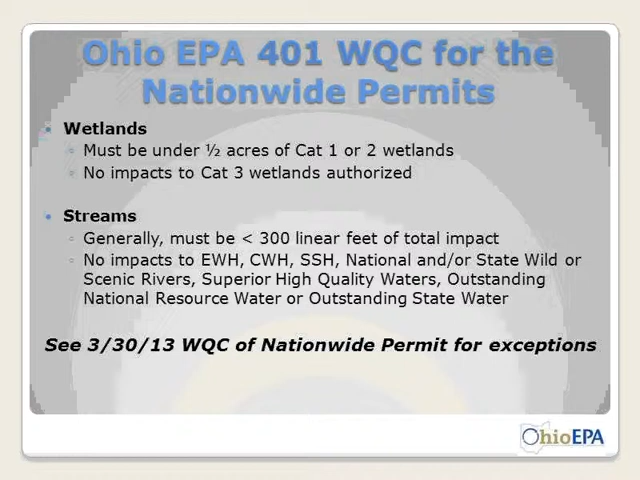 Ohio EPA 401 WQC for the
Nationwide Permits
Wetlands
Must be under ½ acres of Cat 1 or 2 wetlands
No impacts to Cat 3 wetlands authorized
Streams
Generally, must be < 300 linear feet of total impact
No impacts to EWH, CWH, SSH, National and/or State Wild or
Scenic Rivers, Superior High Quality Waters, Outstanding
National Resource Water or Outstanding State Water
See 3/30/13 WQC of Nationwide Permit for exceptions
OhioEPA